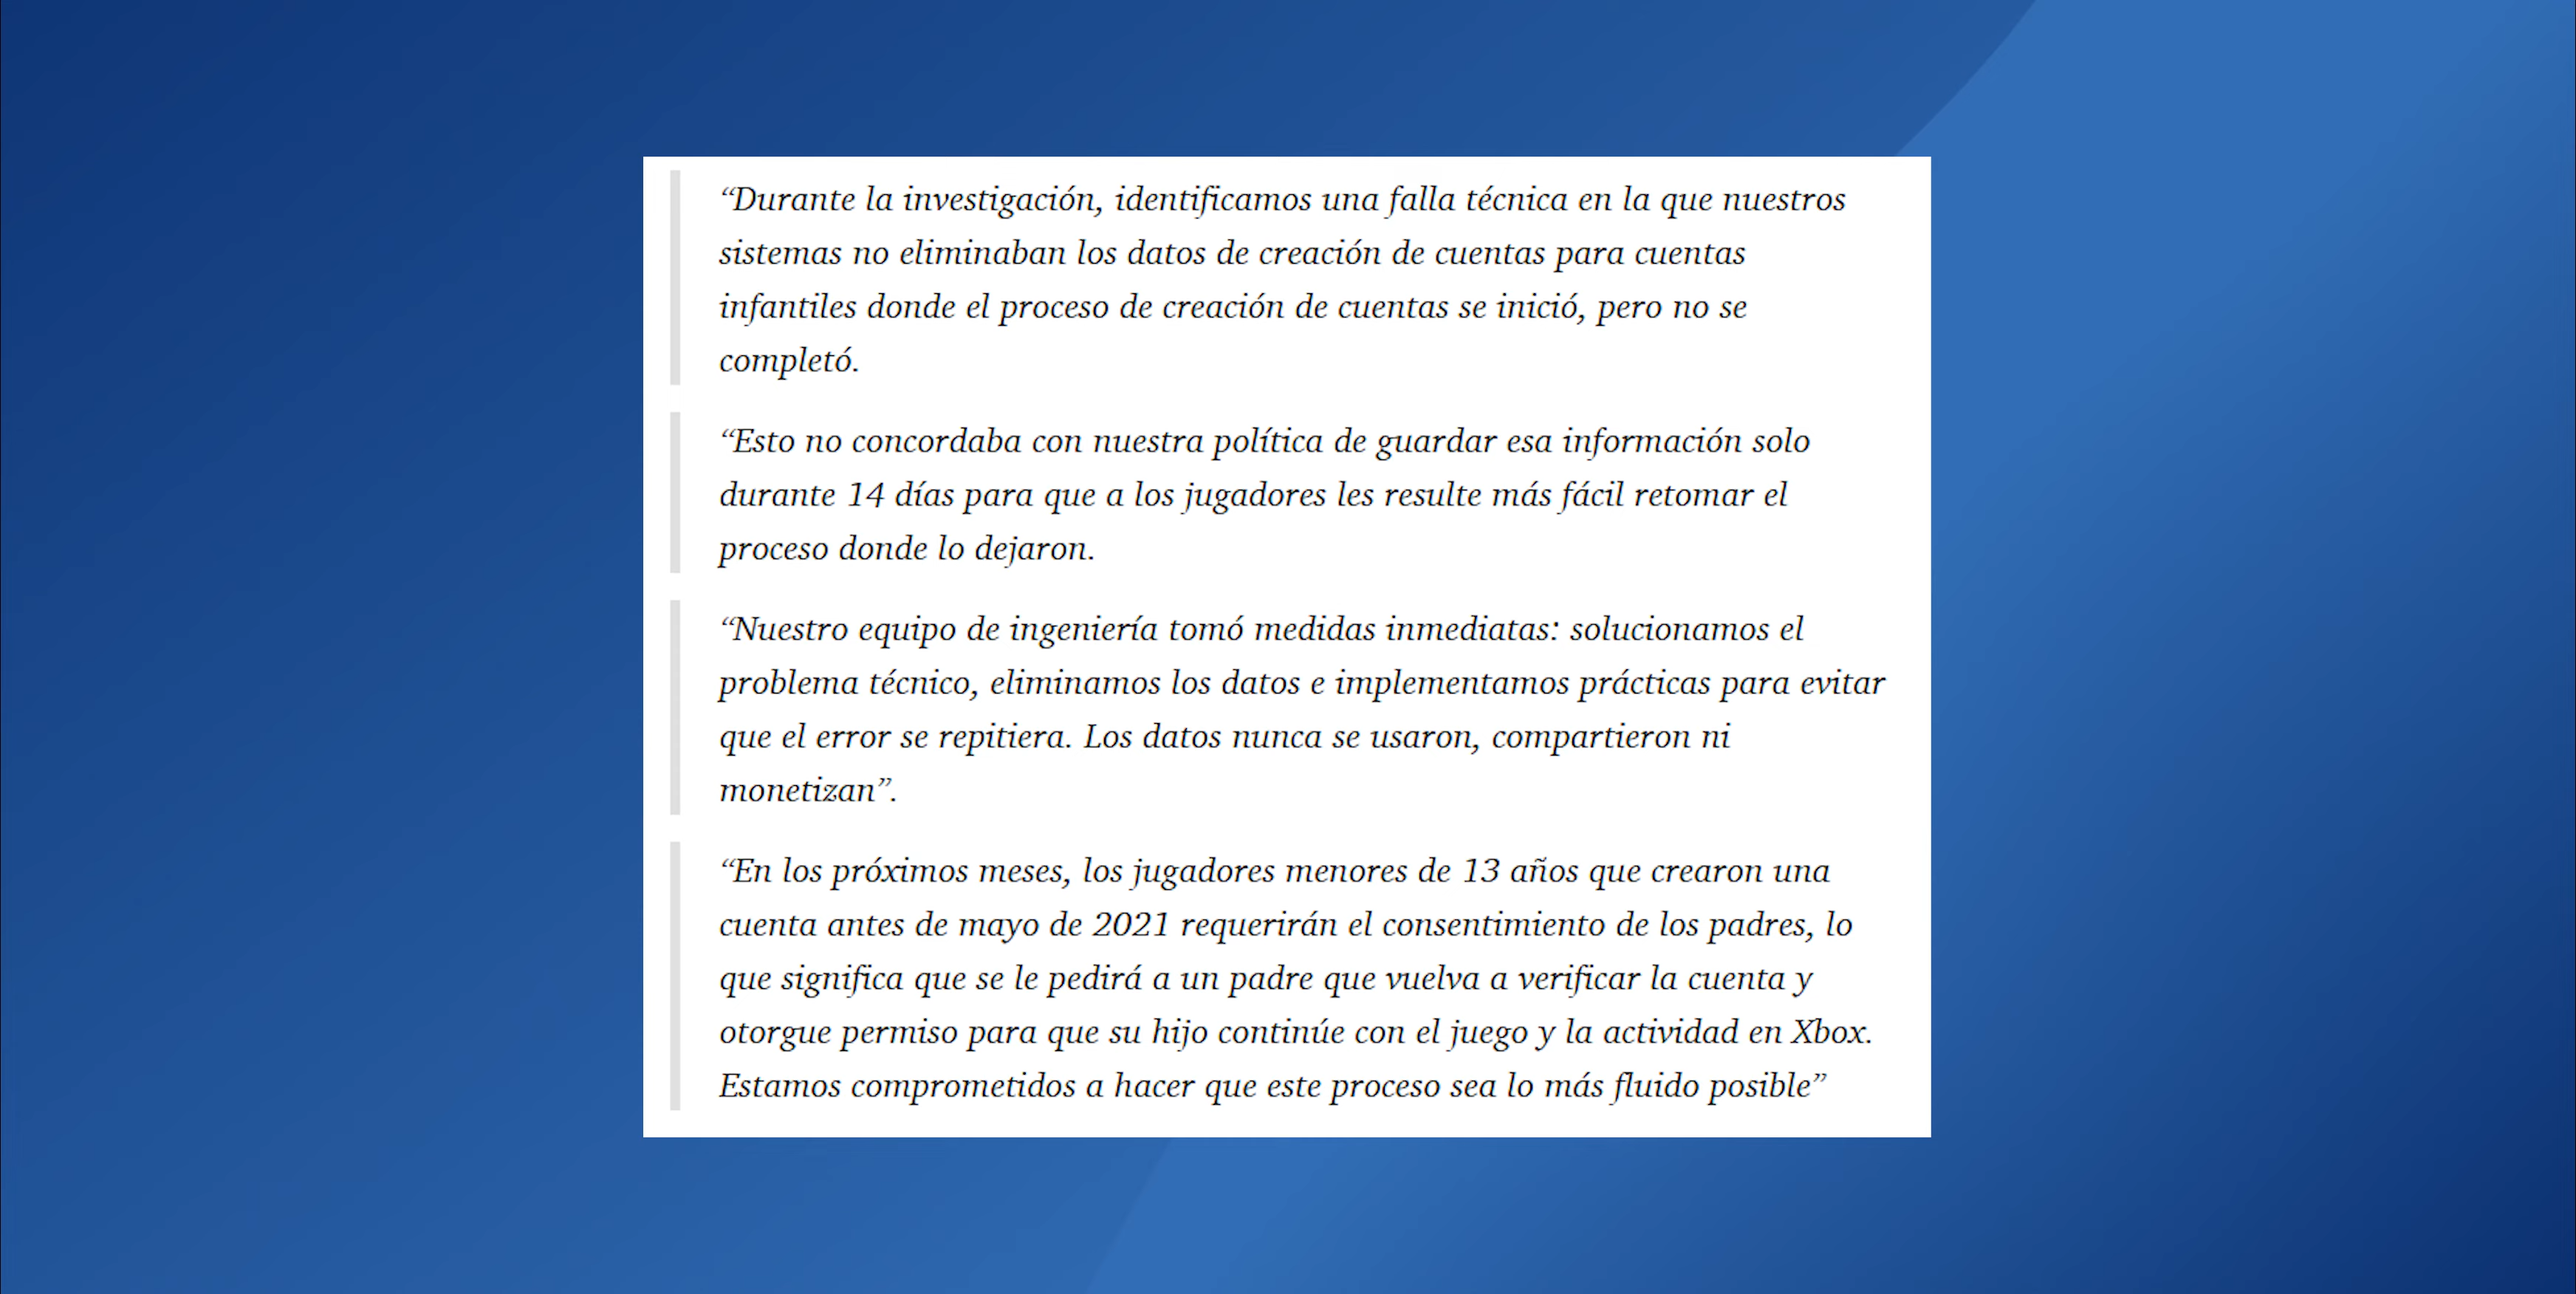 “Durante la investigación, identificamos una falla técnica en la que nuestros
sistemas no eliminaban los datos de creación de cuentas para cuentas
infantiles donde el proceso de creación de cuentas se inició, pero no se
completó.
“Esto no concordaba con nuestra política de guardar esa información solo
durante 14 días para que a los jugadores les resulte más fácil retomar el
proceso donde lo dejaron.
“Nuestro equipo de ingeniería tomó medidas inmediatas: solucionamos el
problema técnico, eliminamos los datos e implementamos prácticas para evitar
que el error se repitiera. Los datos nunca se usaron, compartieron ni
monetizan”.
“En los próximos meses, los jugadores menores de 13 años que crearon una
cuenta antes de mayo de 2021 requerirán el consentimiento de los padres, lo
que significa que se le pedirá a un padre que vuelva a verificar la cuenta y
otorgue permiso para que su hijo continúe con el juego y la actividad en Xbox.
Estamos comprometidos a hacer que este proceso sea lo más fluido posible”